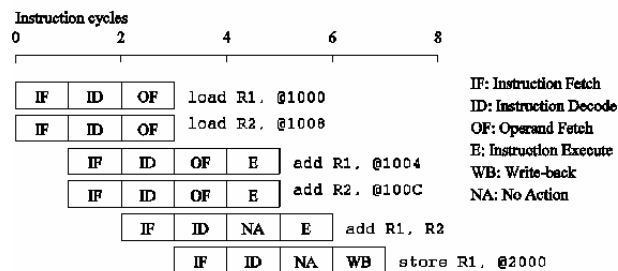 Instruction cycles
0 2 4 6 8
IF ID OF load R1, @1000
IF ID OF load R2, @1008
IF ID OF E add R1, @1004
IF ID OF E add R2, @100C
IF ID NA E add R1, R2
IF ID NA WB store R1, @2000
IF: Instruction Fetch
ID: Instruction Decode
OF: Operand Fetch
E: Instruction Execute
WB: Write-back
NA: No Action